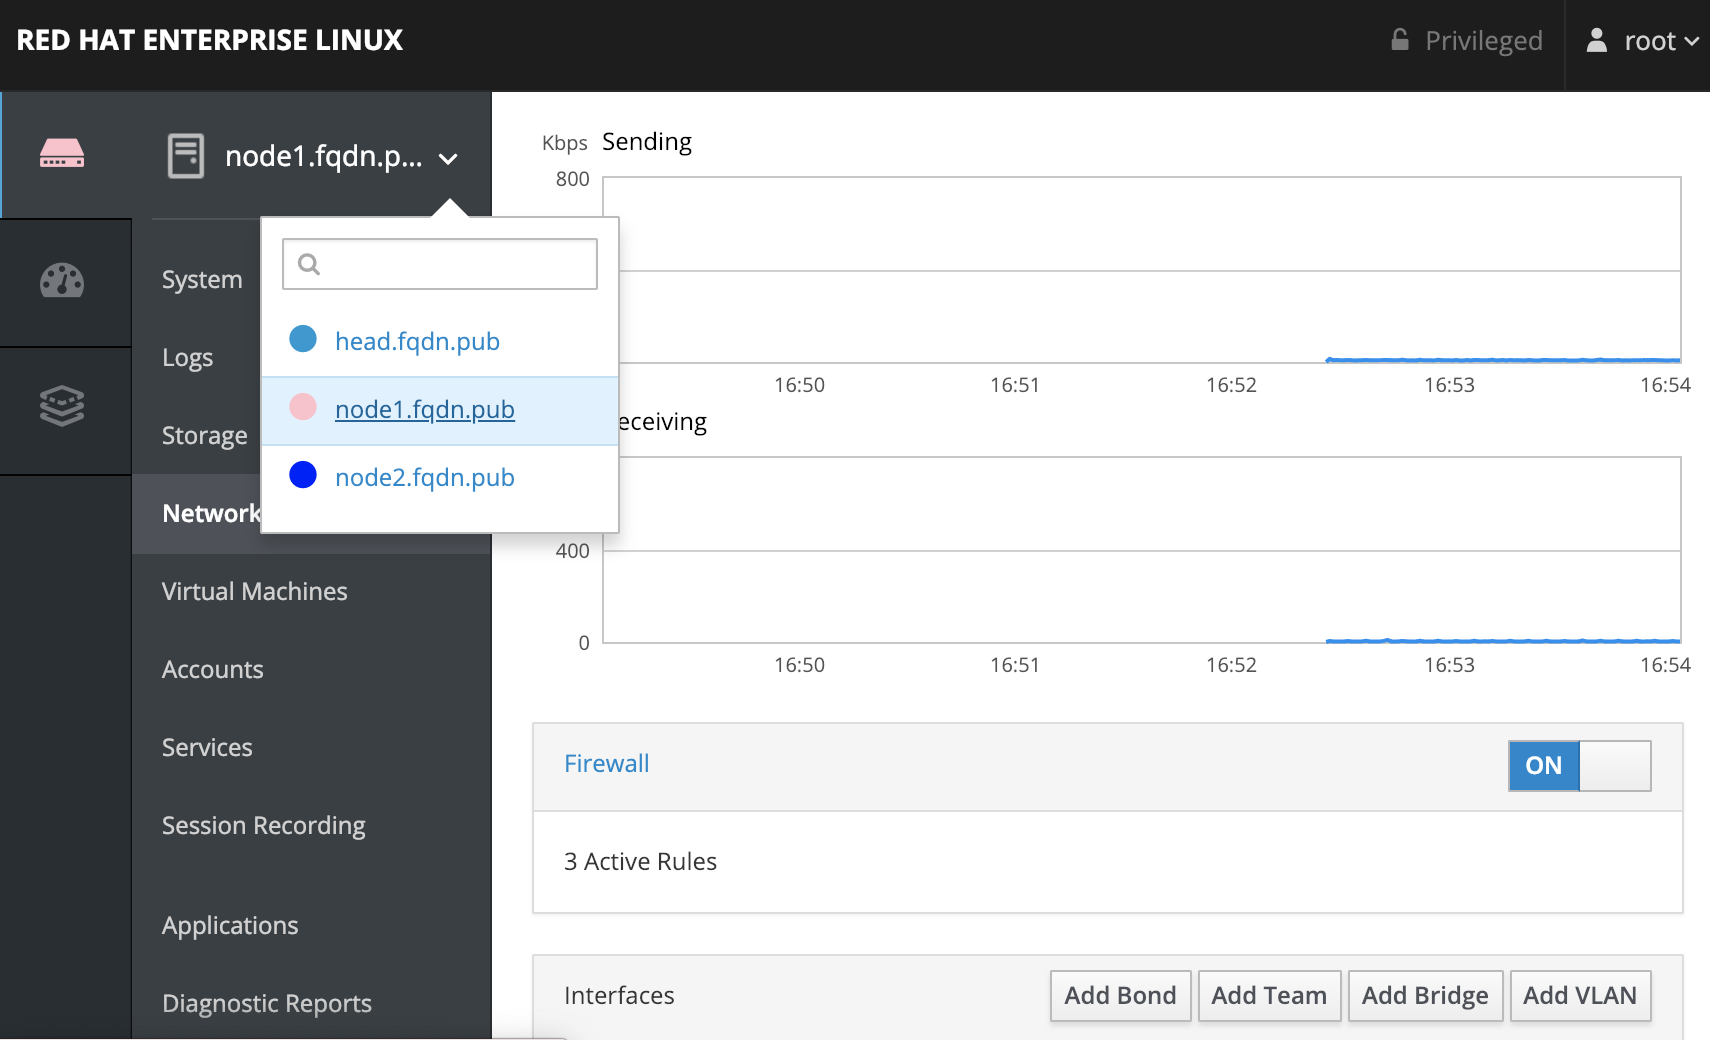 RED HAT ENTERPRISE LINUX
Privileged
root
node1.fqdn.p...
System
Logs
Storage
Network
Virtual Machines
Accounts
Services
Session Recording
Applications
Diagnostic Reports
head.fqdn.pub
node1.fqdn.pub
node2.fqdn.pub
Kbps Sending
800
16:50 16:51 16:52 16:53 16:54
eceiving
400
0
16:50 16:51 16:52 16:53 16:54
Firewall
ON
3 Active Rules
Interfaces
Add Bond Add Team Add Bridge Add VLAN